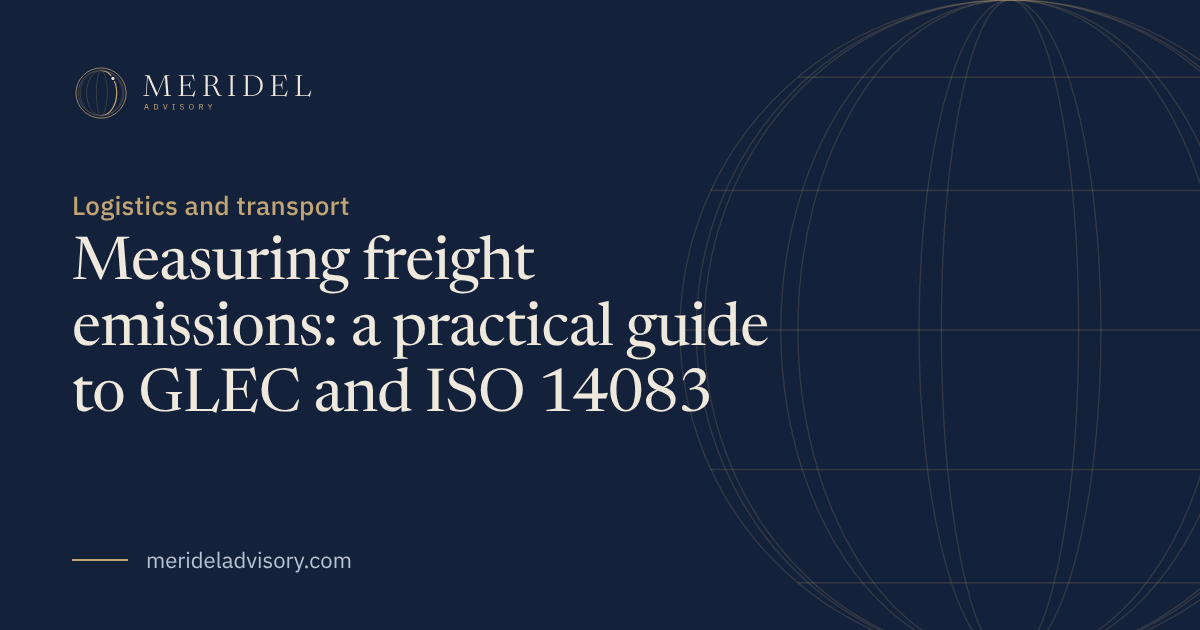 MERIDEL
ADVISORY
Logistics and transport
Measuring freight
emissions: a practical guide
to GLEC and ISO 14083
merideladvisory.com